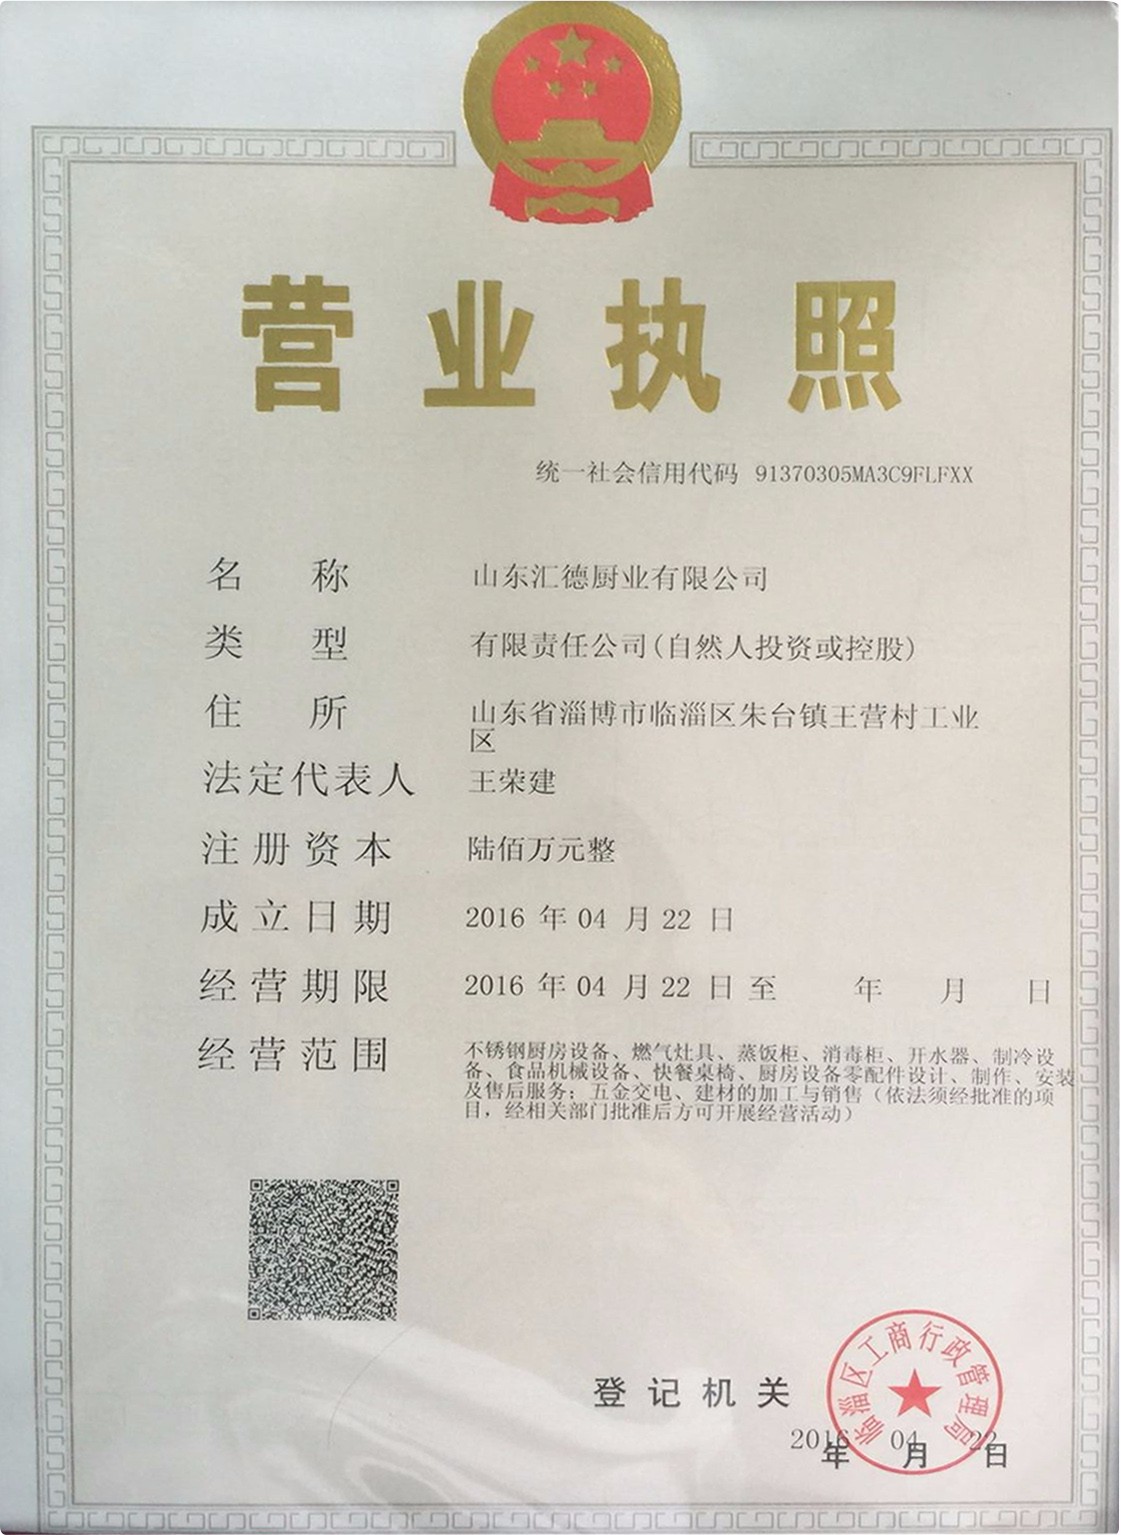 营业执照
统一社会信用代码 91370305MA3C9FLFXX
名称 山东汇德厨业有限公司
类型 有限责任公司(自然人投资或控股)
住所 山东省淄博市临淄区朱台镇王营村工业
区
法定代表人 王荣建
注册资本 陆佰万元整
成立日期 2016 年 04 月 22 日
经营期限 2016 年 04 月 22 日 至 年 月 日
经营范围 不锈钢厨房设备、燃气灶具、蒸饭柜、消毒柜、开水器、制冷设
备、食品机械设备、快餐桌椅、厨房设备零配件设计、制作、安装
及售后服务；五金交电、建材的加工与销售（依法须经批准的项
目，经相关部门批准后方可开展经营活动）
登记机关
临淄区工商行政管理局
2016 年 04 月 22 日